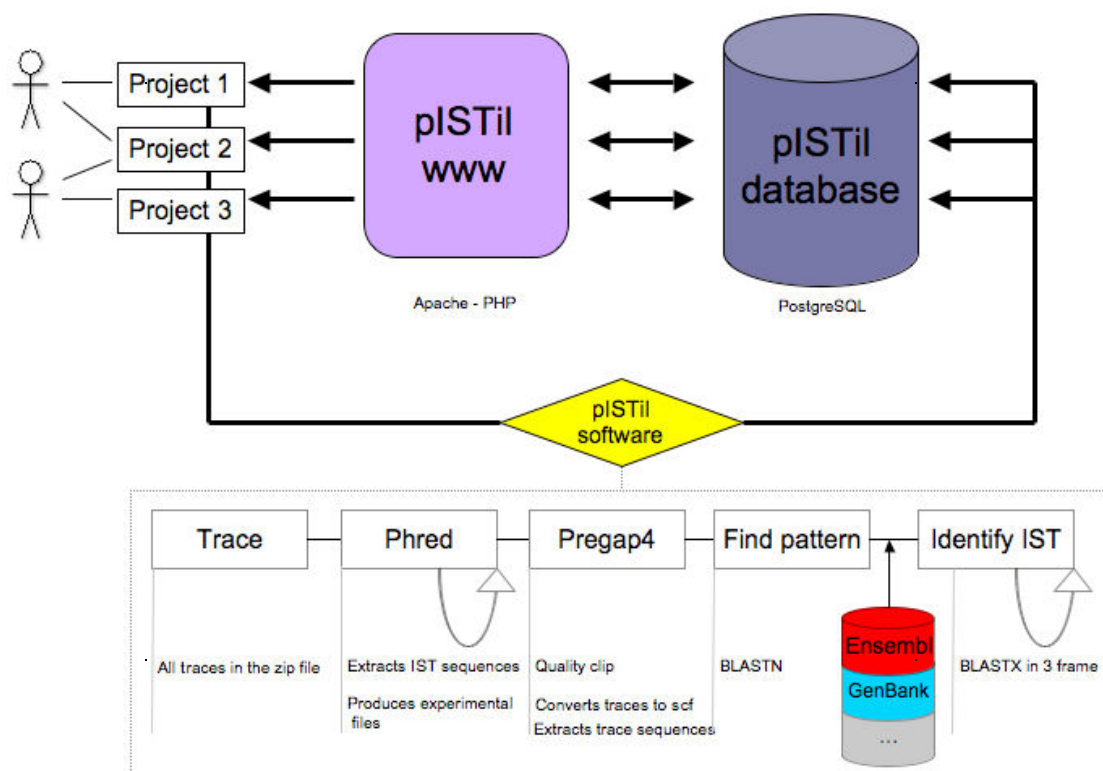 Project 1
Project 2
Project 3
pISTil
www
Apache - PHP
pISTil
database
PostgreSQL
pISTil
software
Trace
Phred
Pregap4
Find pattern
Identify IST
All traces in the zip file
Extracts IST sequences
Produces experimental
files
Quality clip
Converts traces to scf
Extracts trace sequences
BLASTN
Ensembl
GenBank
...
BLASTX in 3 frame